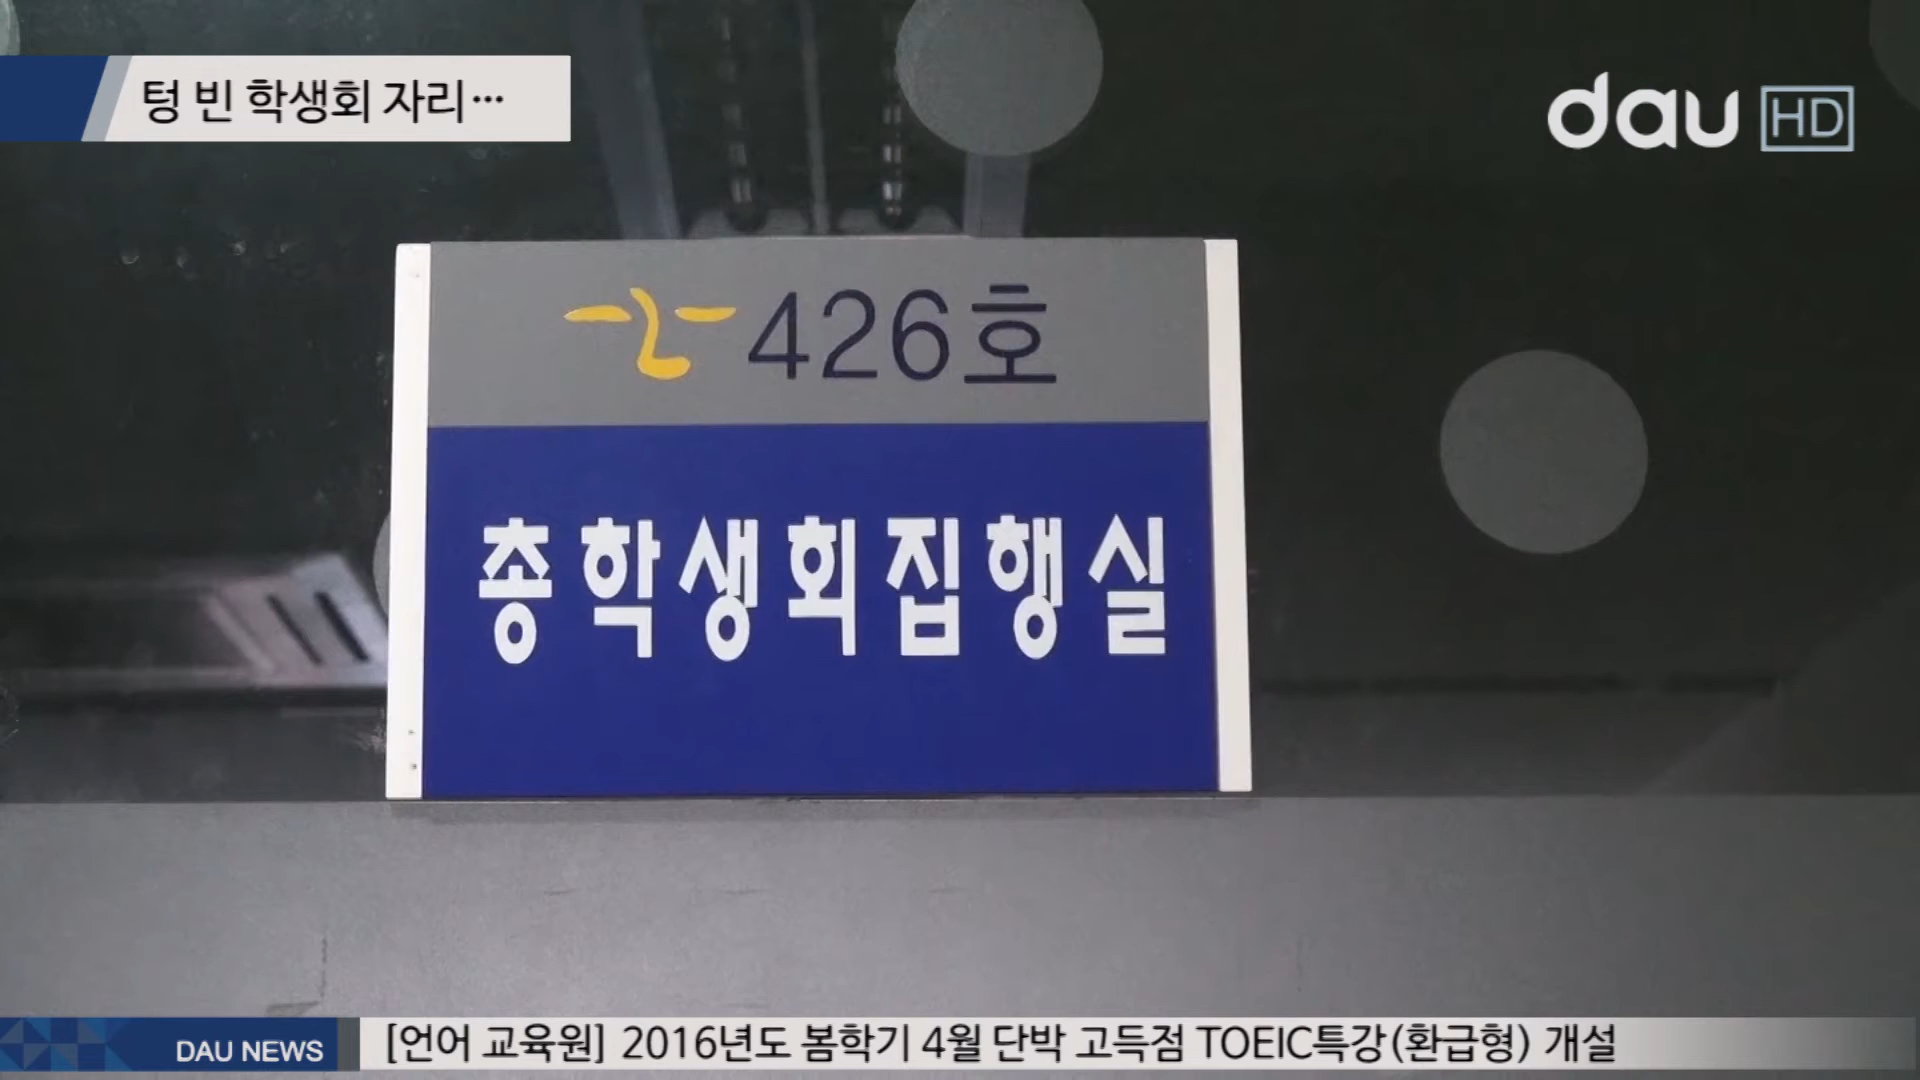 텅 빈 학생회 자리…
dau HD
426호
총학생회집행실
DAU NEWS
[언어 교육원] 2016년도 봄학기 4월 단박 고득점 TOEIC특강(환급형) 개설